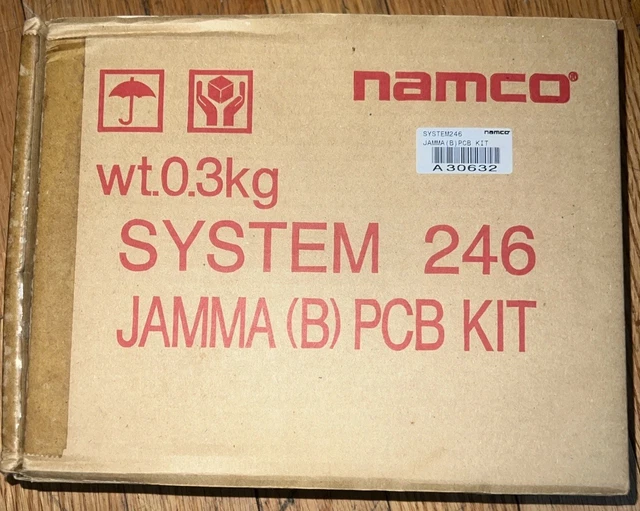 namco®
SYSTEM246 namco
JAMMA(B)PCB KIT
A30632
wt.0.3kg
SYSTEM 246
JAMMA (B) PCB KIT